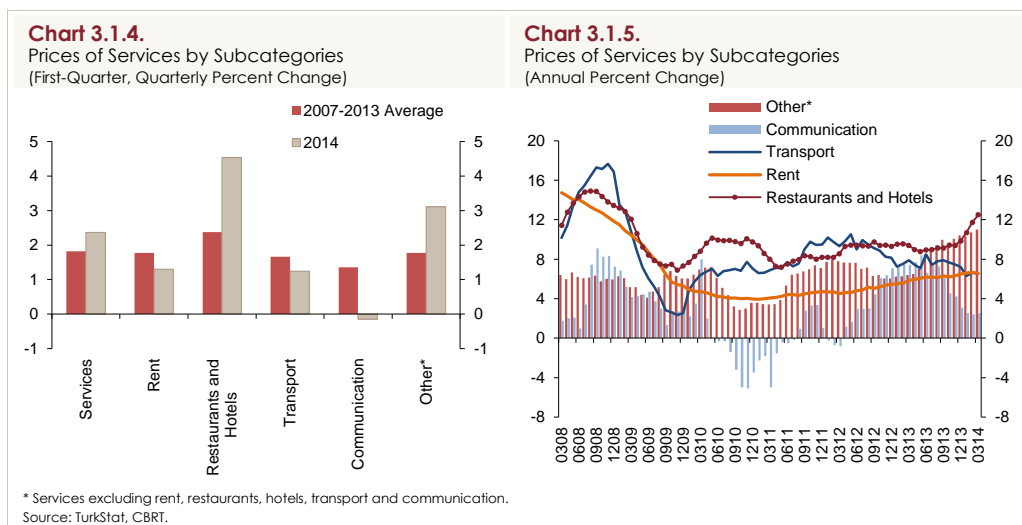 Chart 3.1.4.
Prices of Services by Subcategories
(First-Quarter, Quarterly Percent Change)
2007-2013 Average
2014
5
4
3
2
1
0
-1
5
4
3
2
1
0
-1
Services
Rent
Restaurants and
Hotels
Transport
Communication
Other*
Chart 3.1.5.
Prices of Services by Subcategories
(Annual Percent Change)
Other*
Communication
Transport
Rent
Restaurants and Hotels
20
16
12
8
4
0
-4
-8
20
16
12
8
4
0
-4
-8
0308
0608
0908
1208
0309
0609
0909
1209
0310
0610
0910
1210
0311
0611
0911
1211
0312
0612
0912
1212
0313
0613
0913
1213
0314
* Services excluding rent, restaurants, hotels, transport and communication.
Source: TurkStat, CBRT.